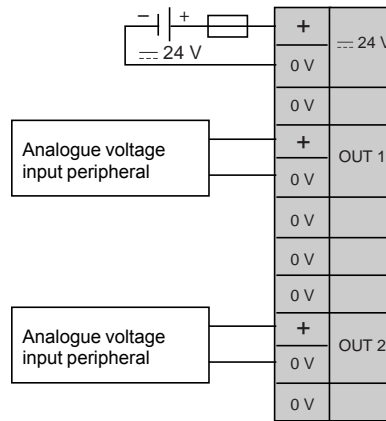 − +
⎓ 24 V
+
⎓ 24 V
0 V
0 V
Analogue voltage
input peripheral
+
OUT 1
0 V
0 V
0 V
0 V
Analogue voltage
input peripheral
+
OUT 2
0 V
0 V